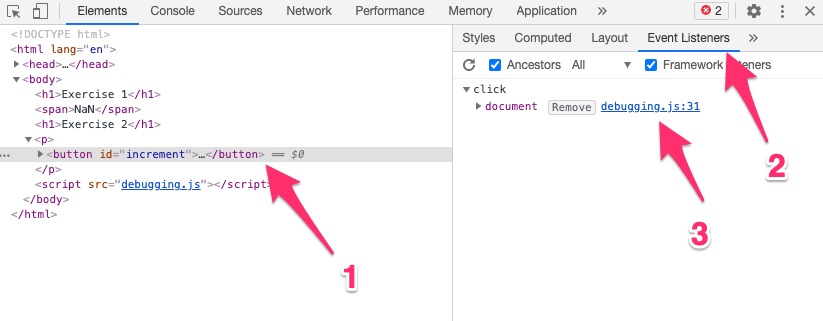 Elements Console Sources Network Performance Memory Application » 2
<!DOCTYPE html>
<html lang="en">
<head>…</head>
<body>
<h1>Exercise 1</h1>
<span>NaN</span>
<h1>Exercise 2</h1>
<p>
… <button id="increment">…</button> == $0
</p>
<script src="debugging.js"></script>
</body>
</html>
1
Styles Computed Layout Event Listeners »
Ancestors All Framework listeners
click
document Remove debugging.js:31
2
3